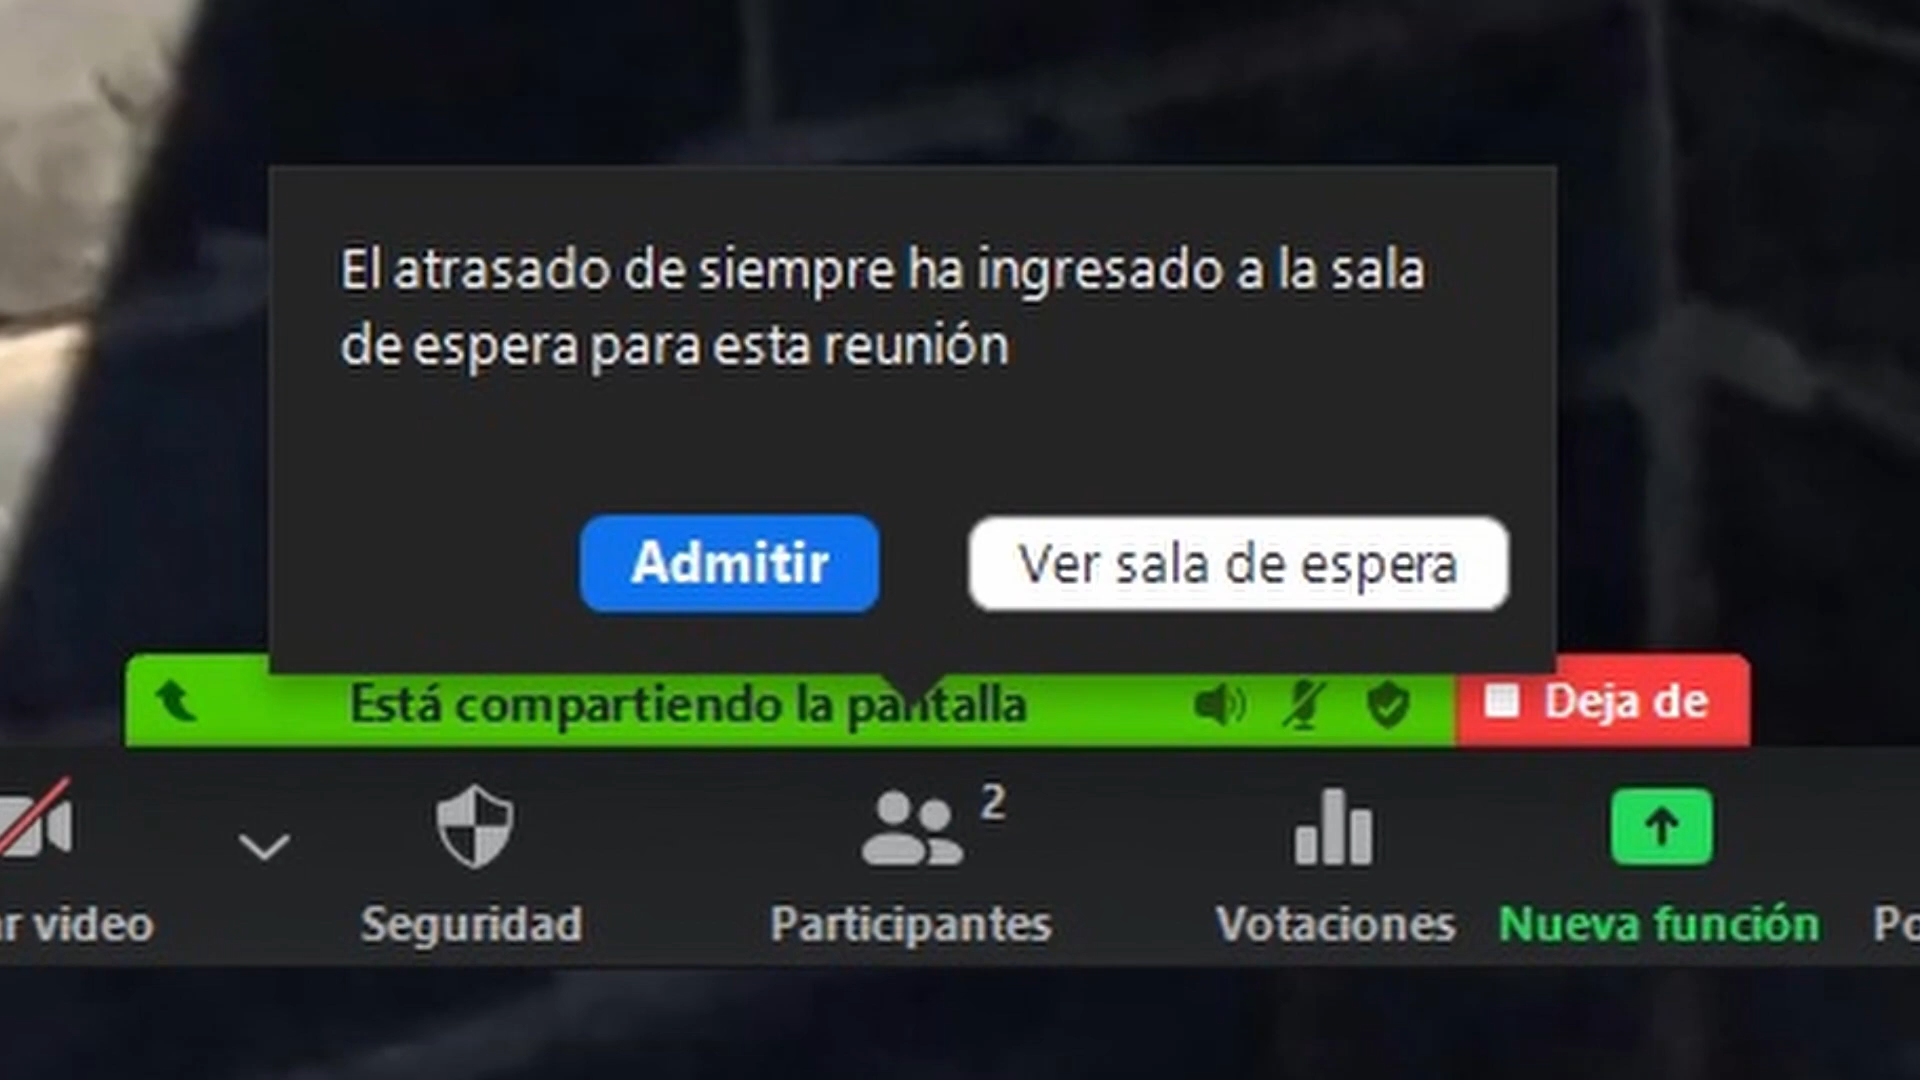 El atrasado de siempre ha ingresado a la sala
de espera para esta reunión
Admitir
Ver sala de espera
Está compartiendo la pantalla
Deja de
2
r video
Seguridad
Participantes
Votaciones
Nueva función
Po